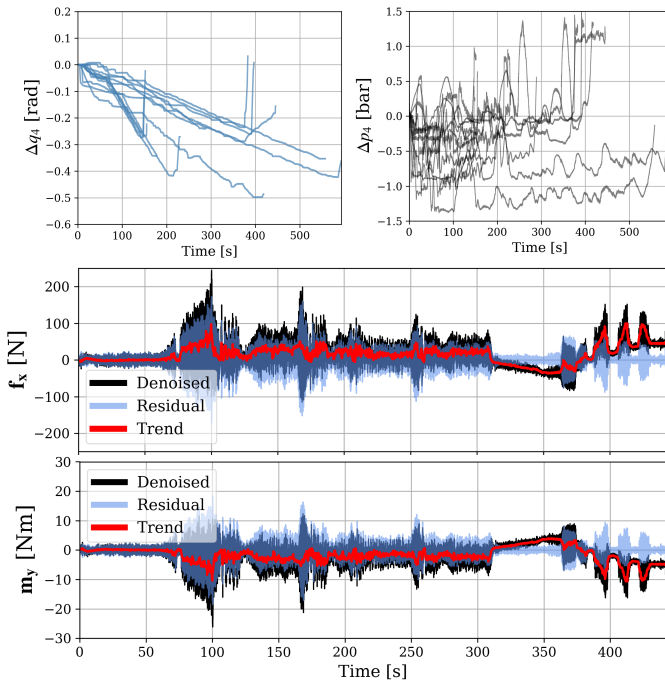 0.2
0.1
0.0
−0.1
−0.2
−0.3
−0.4
−0.5
−0.6
Δq4 [rad]
0 100 200 300 400 500
Time [s]
1.5
1.0
0.5
0.0
−0.5
−1.0
−1.5
Δp4 [bar]
0 100 200 300 400 500
Time [s]
200
100
0
−100
−200
fx [N]
Denoised
Residual
Trend
30
20
10
0
−10
−20
−30
my [Nm]
Denoised
Residual
Trend
0 50 100 150 200 250 300 350 400
Time [s]